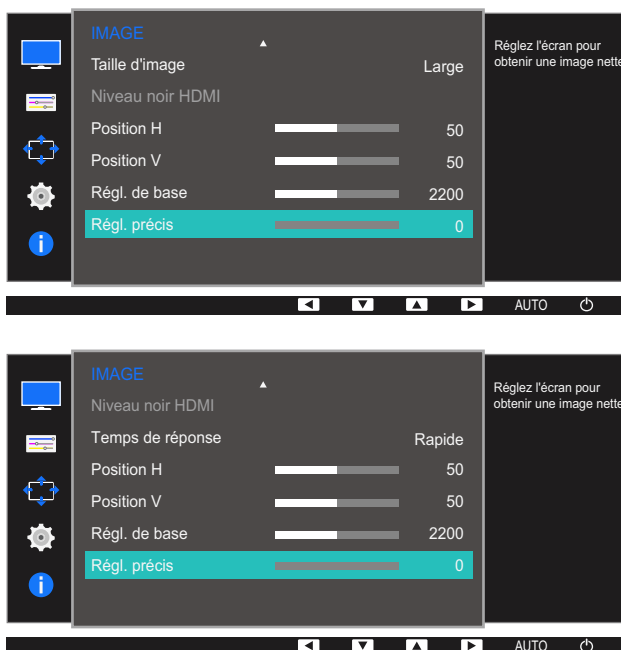 IMAGE
Taille d'image Large
Niveau noir HDMI
Position H 50
Position V 50
Régl. de base 2200
Régl. précis 0
Réglez l'écran pour
obtenir une image nette
AUTO
IMAGE
Niveau noir HDMI
Temps de réponse Rapide
Position H 50
Position V 50
Régl. de base 2200
Régl. précis 0
Réglez l'écran pour
obtenir une image nette
AUTO